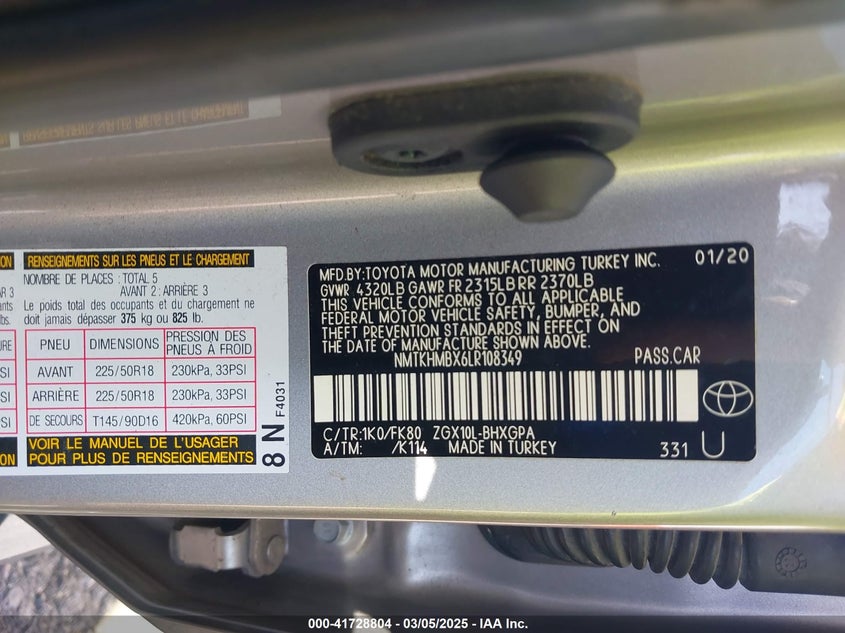 RENSEIGNEMENTS SUR LES PNEUS ET LE CHARGEMENT
NOMBRE DE PLACES : TOTAL 5
AVANT 2 : ARRIÈRE 3
Le poids total des occupants et du chargement ne
doit jamais dépasser 375 kg ou 825 lb.
PNEU DIMENSIONS PRESSION DES PNEUS À FROID
AVANT 225/50R18 230kPa, 33PSI
ARRIÈRE 225/50R18 230kPa, 33PSI
DE SECOURS T145/90D16 420kPa, 60PSI
VOIR LE MANUEL DE L'USAGER
POUR PLUS DE RENSEIGNEMENTS
8 N F4031
MFD.BY:TOYOTA MOTOR MANUFACTURING TURKEY INC. 01/20
GVWR 4320LB GAWR FR 2315LB RR 2370LB
THIS VEHICLE CONFORMS TO ALL APPLICABLE
FEDERAL MOTOR VEHICLE SAFETY, BUMPER, AND
THEFT PREVENTION STANDARDS IN EFFECT ON
THE DATE OF MANUFACTURE SHOWN ABOVE.
NMTKHMBX6LR108349 PASS.CAR
C/TR:1K0/FK80 ZGX10L-BHXGPA
A/TM: /K114 MADE IN TURKEY
331 U
000-41728804 - 03/05/2025 - IAA Inc.